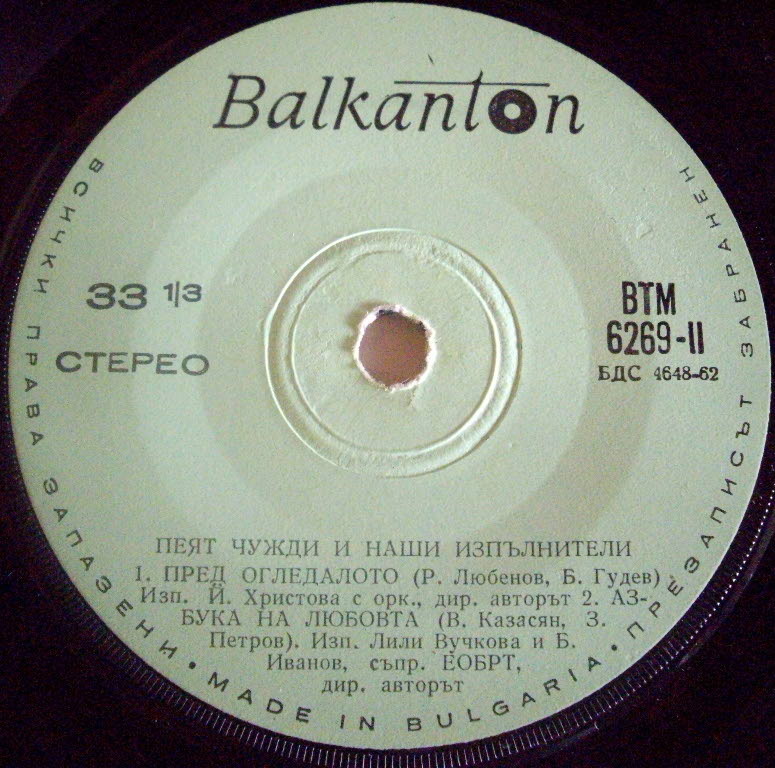 Balkanton
33 1/3
СТЕРЕО
ВТМ
6269-II
БДС 4648-62
ПЕЯТ ЧУЖДИ И НАШИ ИЗПЪЛНИТЕЛИ
1. ПРЕД ОГЛЕДАЛОТО (Р. Любенов, Б. Гудев)
Изп. Й. Христова с орк., дир. авторът 2. АЗ-
БУКА НА ЛЮБОВТА (В. Казасян, З.
Петров). Изп. Лили Вучкова и Б.
Иванов, съпр. ЕОБРТ,
дир. авторът
ВСИЧКИ ПРАВА ЗАПАЗЕНИ • MADE IN BULGARIA • ПРЕЗАПИСЪТ ЗАБРАНЕН